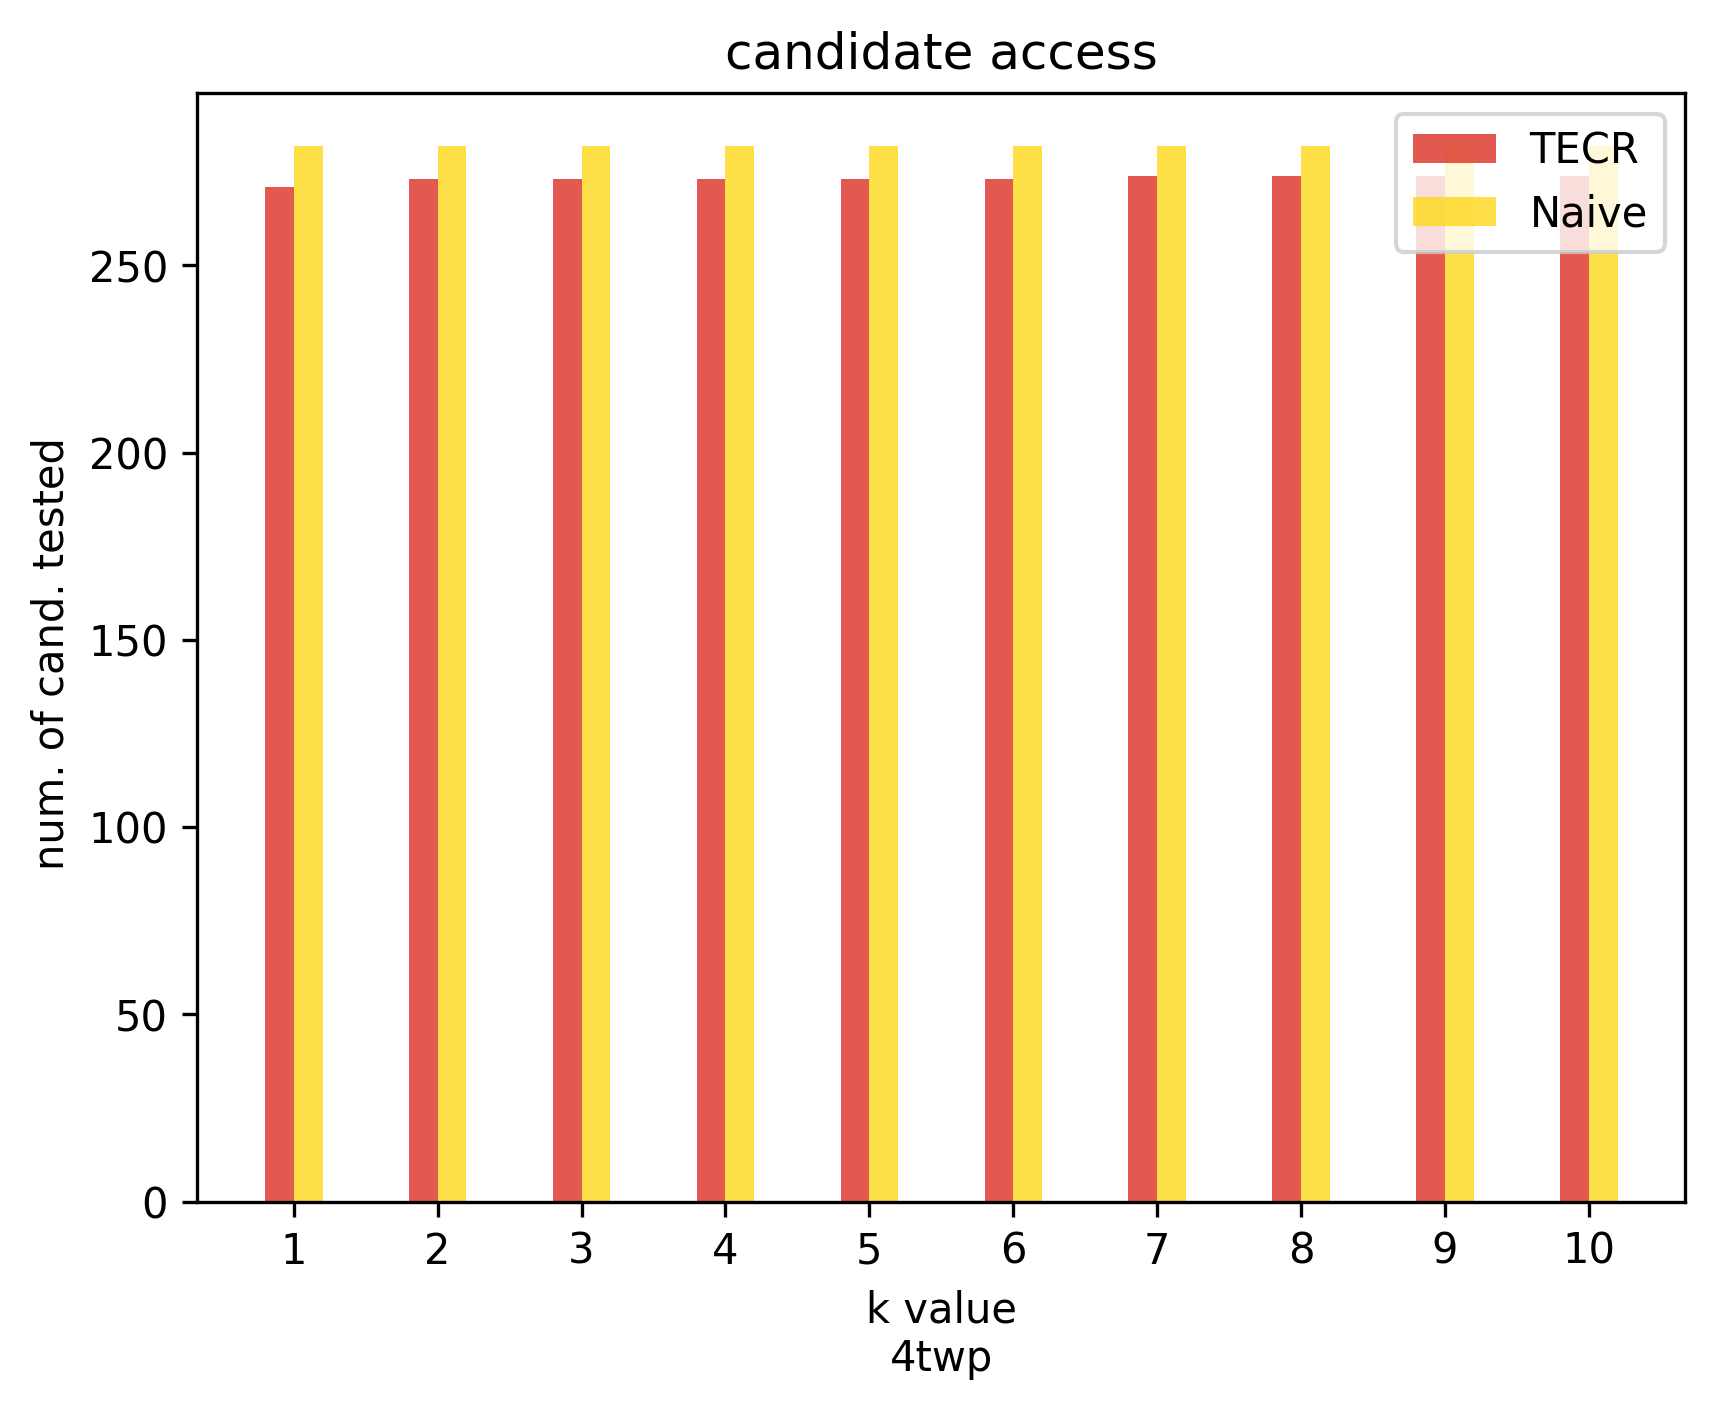 candidate access
TECR
Naive
num. of cand. tested
250
200
150
100
50
0
1 2 3 4 5 6 7 8 9 10
k value
4twp